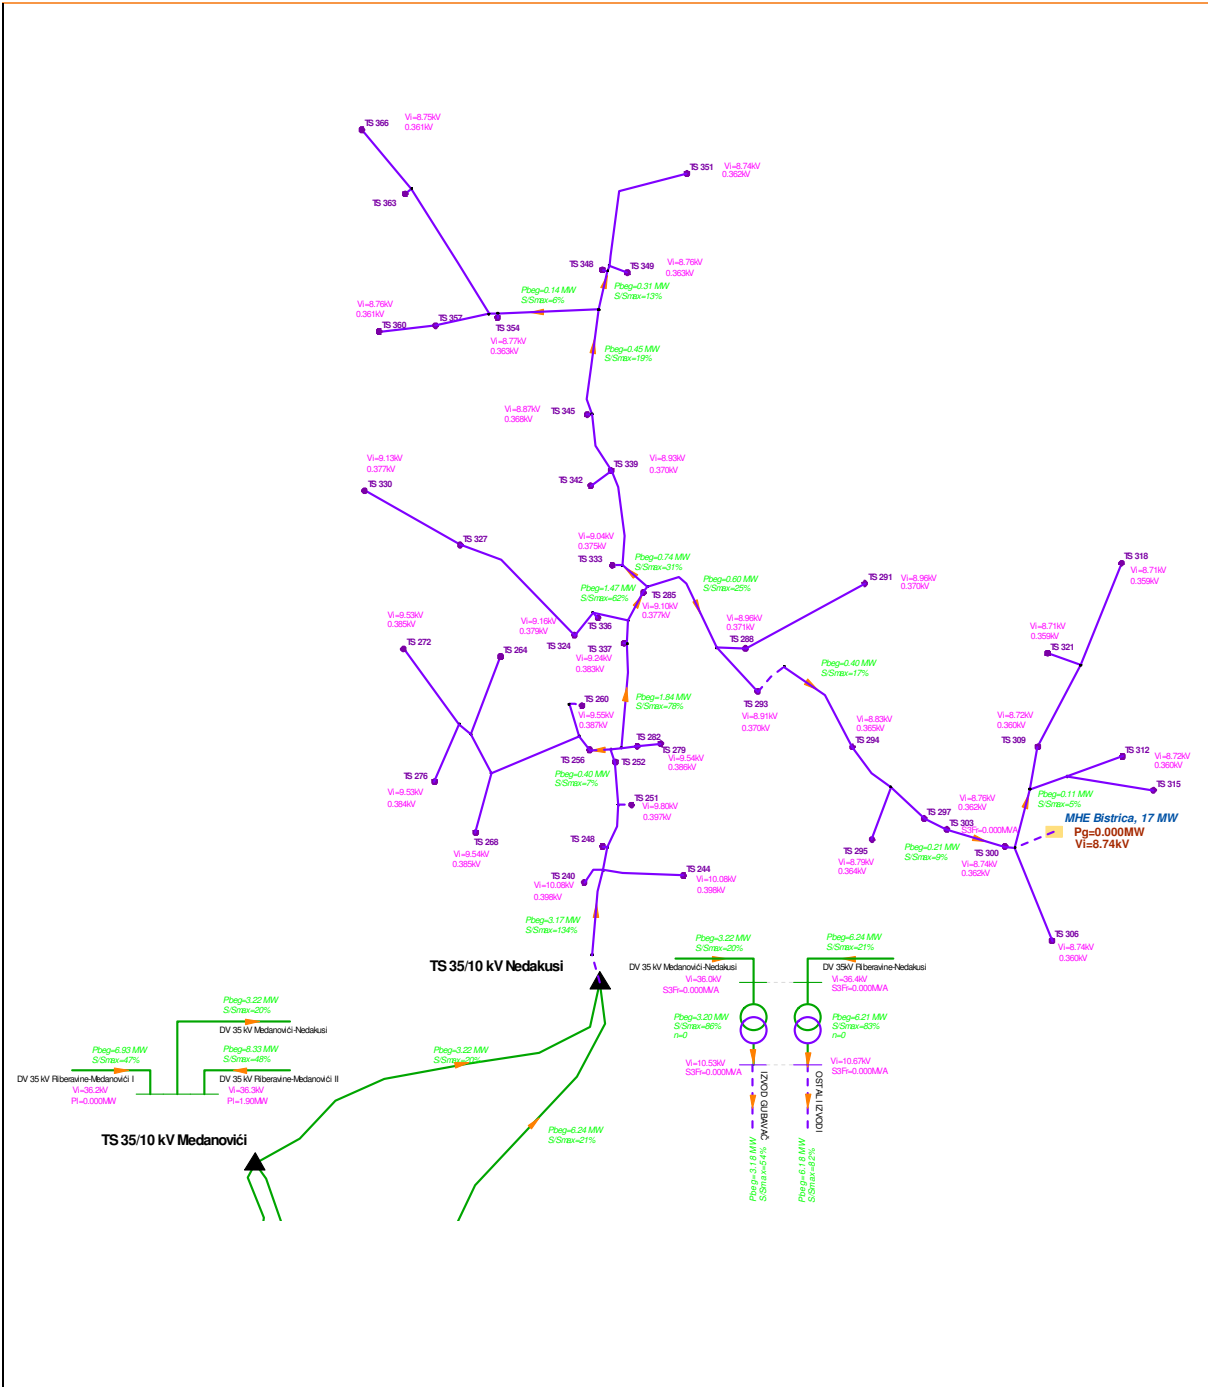 TS 366
Vi=8.75kV
0.361kV
TS 363
TS 351
Vi=8.74kV
0.362kV
TS 348
TS 349
Vi=8.76kV
0.363kV
Pbeg=0.14 MW
S/Smax=6%
Pbeg=0.31 MW
S/Smax=13%
Vi=8.76kV
0.361kV
TS 360
TS 357
TS 354
Vi=8.77kV
0.363kV
Pbeg=0.45 MW
S/Smax=19%
Vi=8.87kV
0.368kV
TS 345
Vi=9.13kV
0.377kV
TS 330
TS 339
Vi=8.93kV
0.370kV
TS 342
TS 327
Vi=9.04kV
0.375kV
TS 333
Pbeg=0.74 MW
S/Smax=31%
Pbeg=0.60 MW
S/Smax=25%
Pbeg=1.47 MW
S/Smax=62%
TS 285
Vi=9.10kV
0.377kV
TS 291
Vi=8.96kV
0.370kV
TS 318
Vi=8.71kV
0.359kV
Vi=9.53kV
0.385kV
TS 272
TS 264
Vi=9.16kV
0.379kV
TS 324
TS 336
TS 337
Vi=9.24kV
0.383kV
Vi=8.96kV
0.371kV
TS 288
Vi=8.71kV
0.359kV
TS 321
Pbeg=0.40 MW
S/Smax=17%
TS 293
Vi=8.91kV
0.370kV
Pbeg=1.84 MW
S/Smax=78%
TS 260
Vi=9.55kV
0.387kV
TS 282
TS 279
Vi=9.54kV
0.386kV
TS 256
TS 252
Pbeg=0.40 MW
S/Smax=7%
Vi=8.83kV
0.365kV
TS 294
Vi=8.72kV
0.360kV
TS 309
TS 312
Vi=8.72kV
0.360kV
TS 315
TS 276
Vi=9.53kV
0.384kV
TS 251
Vi=9.80kV
0.397kV
Pbeg=0.11 MW
S/Smax=5%
Vi=8.76kV
0.362kV
TS 297
TS 303
S3Fi=0.000MVA
MHE Bistrica, 17 MW
Pg=0.000MW
Vi=8.74kV
TS 268
Vi=9.54kV
0.385kV
TS 248
TS 295
Vi=8.79kV
0.364kV
Pbeg=0.21 MW
S/Smax=9%
TS 300
Vi=8.74kV
0.362kV
TS 240
Vi=10.08kV
0.398kV
TS 244
Vi=10.08kV
0.398kV
Pbeg=3.17 MW
S/Smax=134%
TS 306
Vi=8.74kV
0.360kV
TS 35/10 kV Nedakusi
Pbeg=3.22 MW
S/Smax=20%
DV 35 kV Medanovići-Nedakusi
Vi=36.0kV
S3Fi=0.000MVA
Pbeg=6.24 MW
S/Smax=21%
DV 35kV Riberavine-Nedakusi
Vi=36.4kV
S3Fi=0.000MVA
Pbeg=3.20 MW
S/Smax=86%
n=0
Pbeg=6.21 MW
S/Smax=83%
n=0
Vi=10.53kV
S3Fi=0.000MVA
Vi=10.67kV
S3Fi=0.000MVA
IZVOD GUBAVAČ
OSTALI IZVODI
Pbeg=3.18 MW
S/Smax=54%
Pbeg=6.18 MW
S/Smax=82%
Pbeg=3.22 MW
S/Smax=20%
DV 35 kV Medanovići-Nedakusi
Pbeg=6.93 MW
S/Smax=47%
DV 35 kV Riberavine-Medanovići I
Pbeg=8.33 MW
S/Smax=48%
DV 35 kV Riberavine-Medanovići II
Vi=36.2kV
Pl=0.000MW
Vi=36.3kV
Pl=1.90MW
Pbeg=3.22 MW
S/Smax=20%
Pbeg=6.24 MW
S/Smax=21%
TS 35/10 kV Medanovići